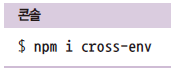 콘솔
$ npm i cross-env